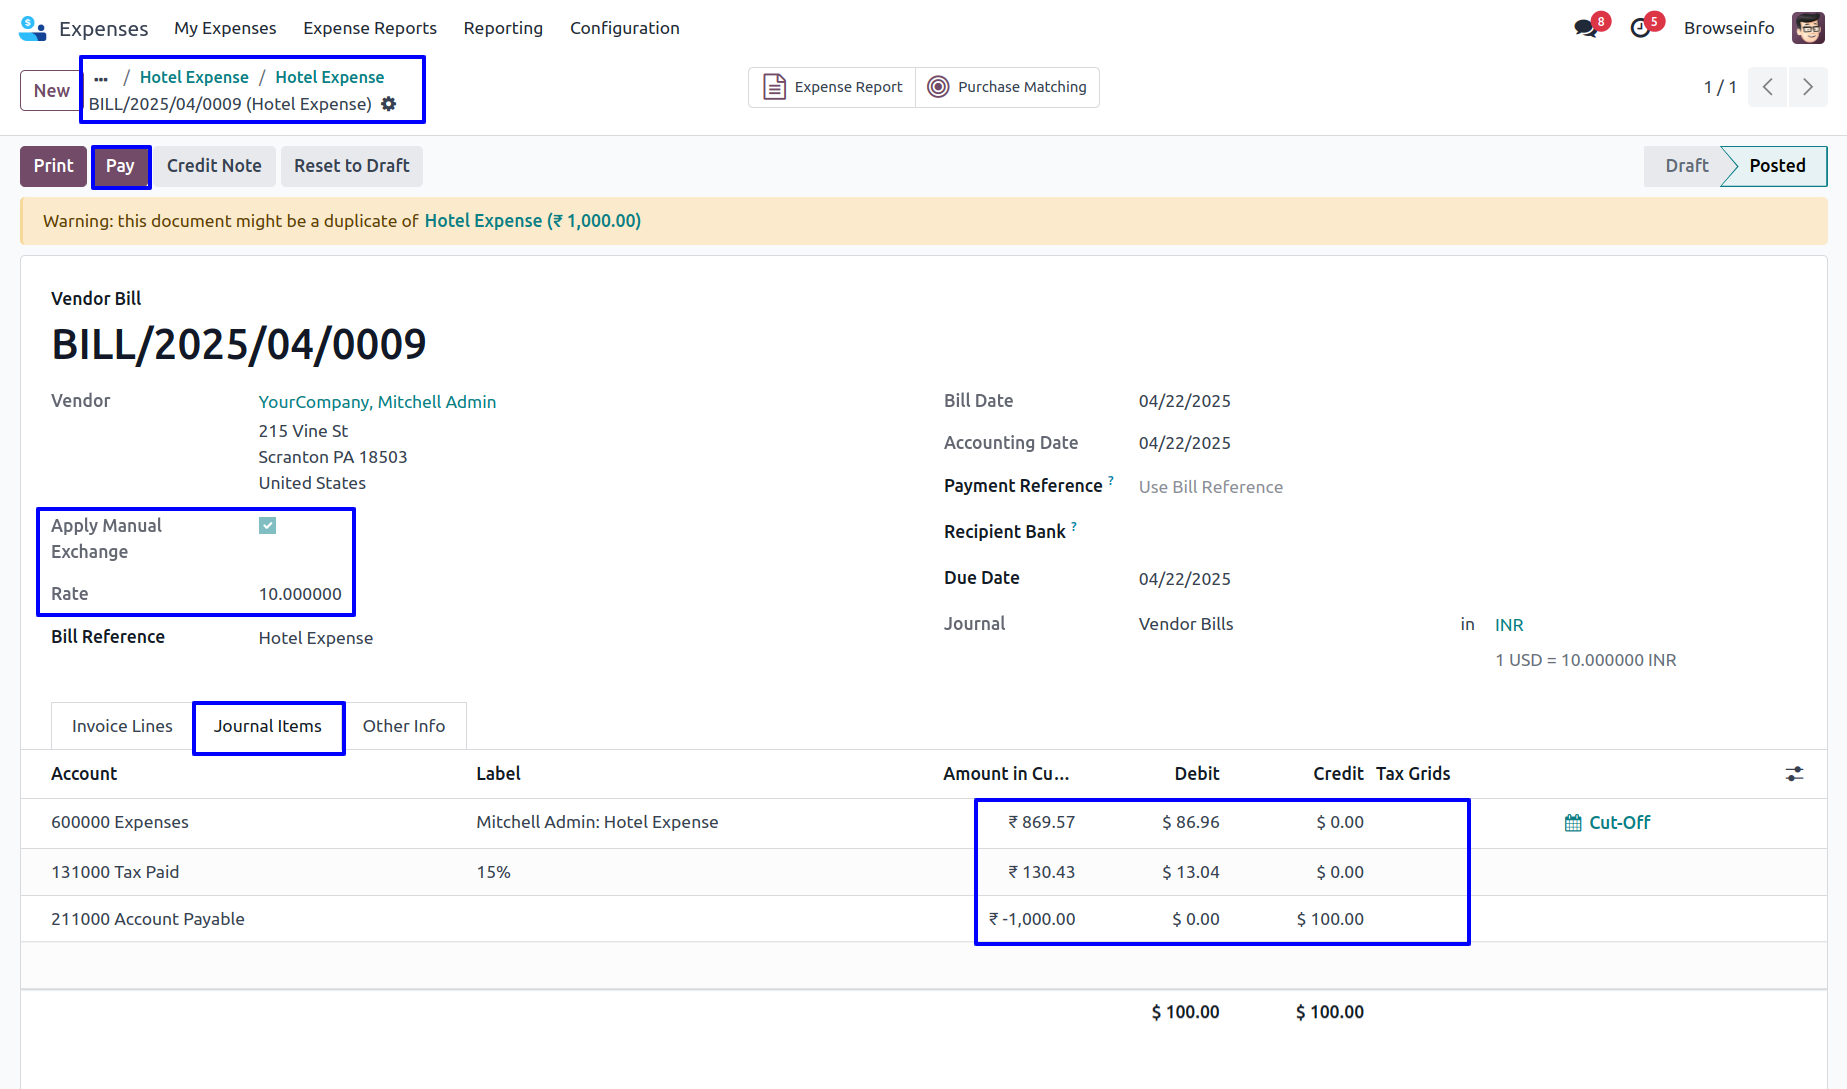 Expenses My Expenses Expense Reports Reporting Configuration 8 5 Browseinfo
New ... / Hotel Expense / Hotel Expense
BILL/2025/04/0009 (Hotel Expense)
Expense Report Purchase Matching 1 / 1
Print Pay Credit Note Reset to Draft Draft Posted
Warning: this document might be a duplicate of Hotel Expense (₹ 1,000.00)
Vendor Bill
BILL/2025/04/0009
Vendor YourCompany, Mitchell Admin
215 Vine St
Scranton PA 18503
United States
Apply Manual
Exchange
Rate 10.000000
Bill Reference Hotel Expense
Bill Date 04/22/2025
Accounting Date 04/22/2025
Payment Reference ? Use Bill Reference
Recipient Bank ?
Due Date 04/22/2025
Journal Vendor Bills in INR
1 USD = 10.000000 INR
Invoice Lines Journal Items Other Info
Account Label Amount in Cu... Debit Credit Tax Grids
600000 Expenses Mitchell Admin: Hotel Expense ₹ 869.57 $ 86.96 $ 0.00 Cut-Off
131000 Tax Paid 15% ₹ 130.43 $ 13.04 $ 0.00
211000 Account Payable ₹ -1,000.00 $ 0.00 $ 100.00
$ 100.00 $ 100.00